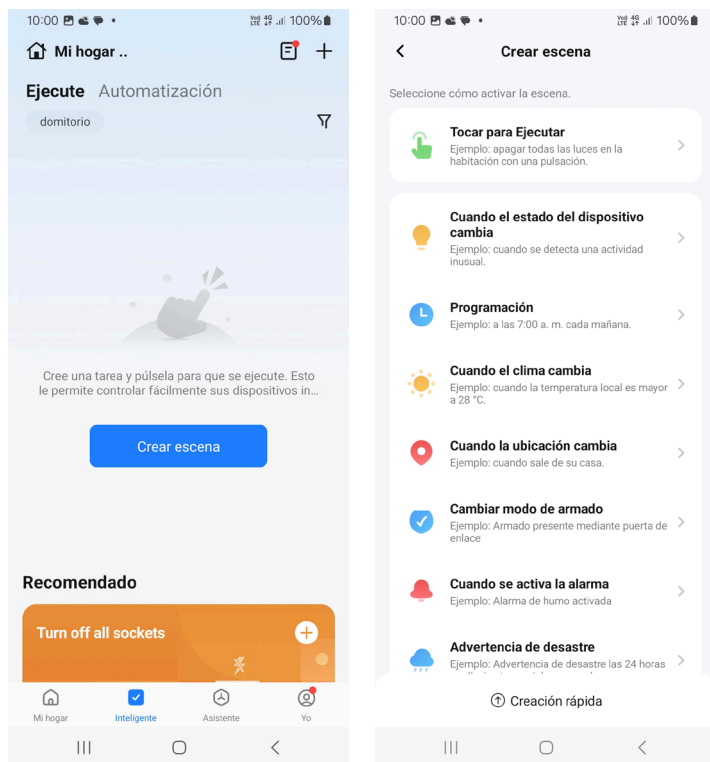 10:00
100%
Mi hogar ..
Ejecute Automatización
domitorio
Cree una tarea y púlsela para que se ejecute. Esto
le permite controlar fácilmente sus dispositivos in...
Crear escena
Recomendado
Turn off all sockets
Mi hogar
Inteligente
Asistente
Yo
10:00
100%
Crear escena
Seleccione cómo activar la escena.
Tocar para Ejecutar
Ejemplo: apagar todas las luces en la
habitación con una pulsación.
Cuando el estado del dispositivo
cambia
Ejemplo: cuando se detecta una actividad
inusual.
Programación
Ejemplo: a las 7:00 a. m. cada mañana.
Cuando el clima cambia
Ejemplo: cuando la temperatura local es mayor
a 28 °C.
Cuando la ubicación cambia
Ejemplo: cuando sale de su casa.
Cambiar modo de armado
Ejemplo: Armado presente mediante puerta de
enlace
Cuando se activa la alarma
Ejemplo: Alarma de humo activada
Advertencia de desastre
Ejemplo: Advertencia de desastre las 24 horas
Creación rápida